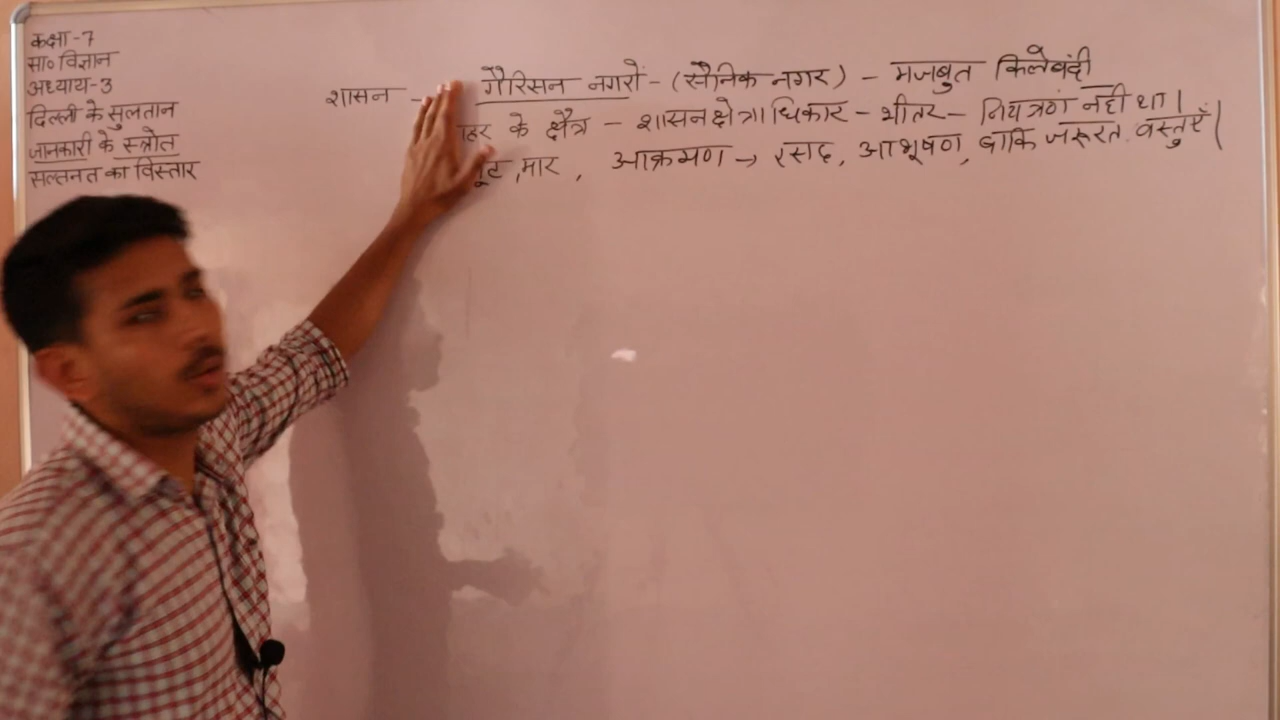 कक्षा-7
सा० विज्ञान
अध्याय-3
दिल्ली के सुलतान
जानकारी के स्त्रोत
सल्तनत का विस्तार
शासन - गैरिसन नगरों - (सैनिक नगर) - मजबुत किलेबंदी
के क्षेत्र - शासनक्षेत्राधिकार - भीतर - नियत्रण नही था।
मार, आक्रमण → रसद, आभूषण, बाकि जरूरत वस्तुएँ।